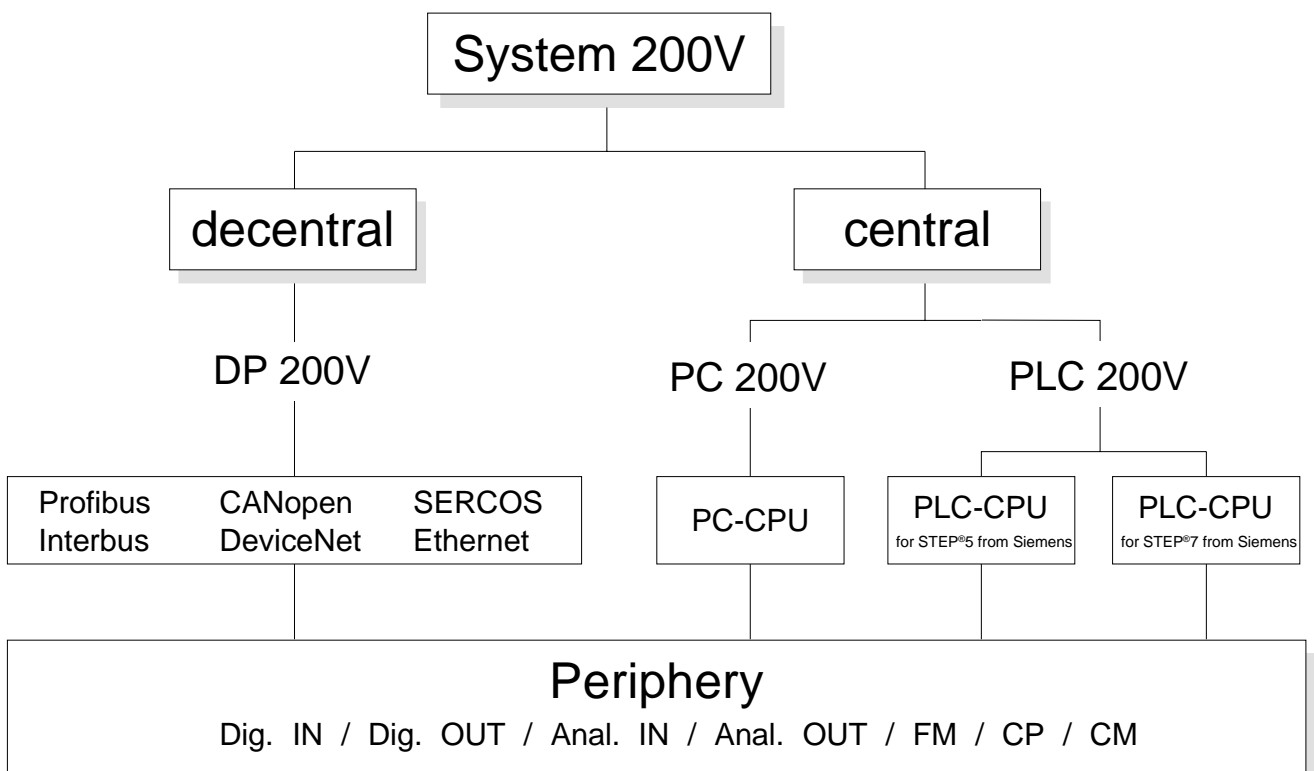 System 200V
decentral
central
DP 200V
PC 200V
PLC 200V
Profibus CANopen SERCOS
Interbus DeviceNet Ethernet
PC-CPU
PLC-CPU
for STEP®5 from Siemens
PLC-CPU
for STEP®7 from Siemens
Periphery
Dig. IN / Dig. OUT / Anal. IN / Anal. OUT / FM / CP / CM